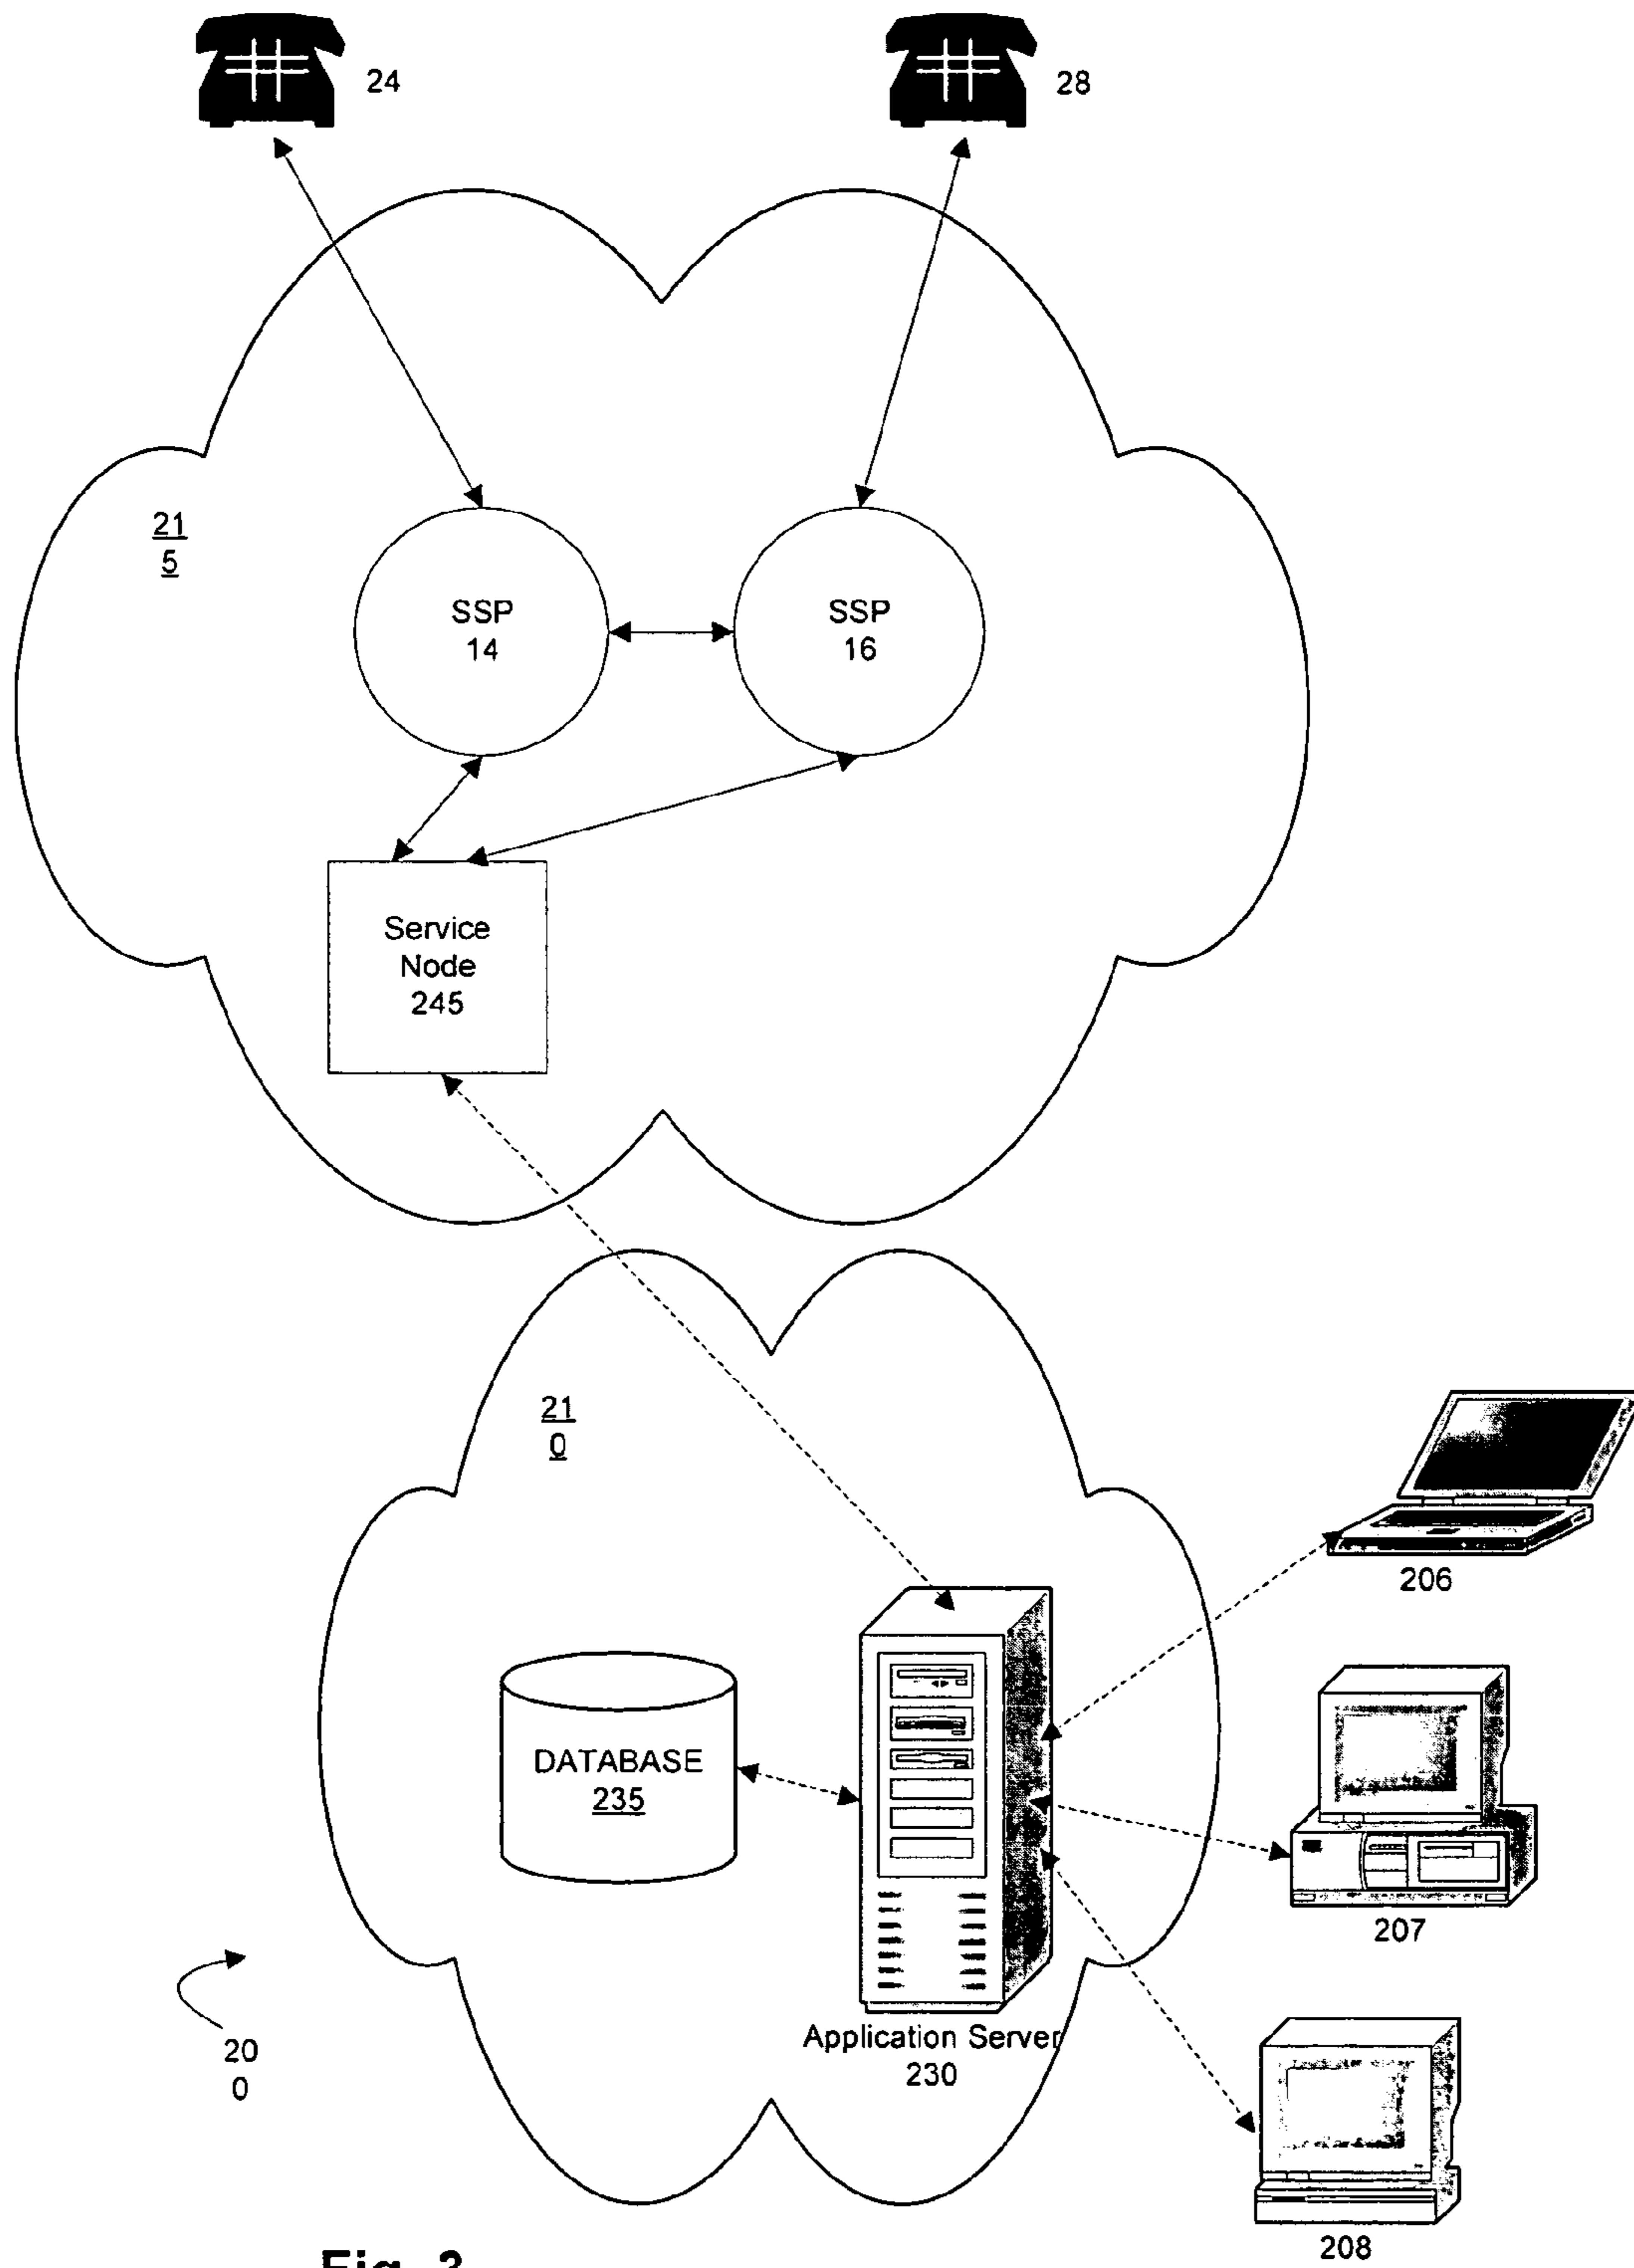 24
28
21
5
SSP
14
SSP
16
Service
Node
245
21
0
206
DATABASE
235
207
Application Server
230
20
0
208